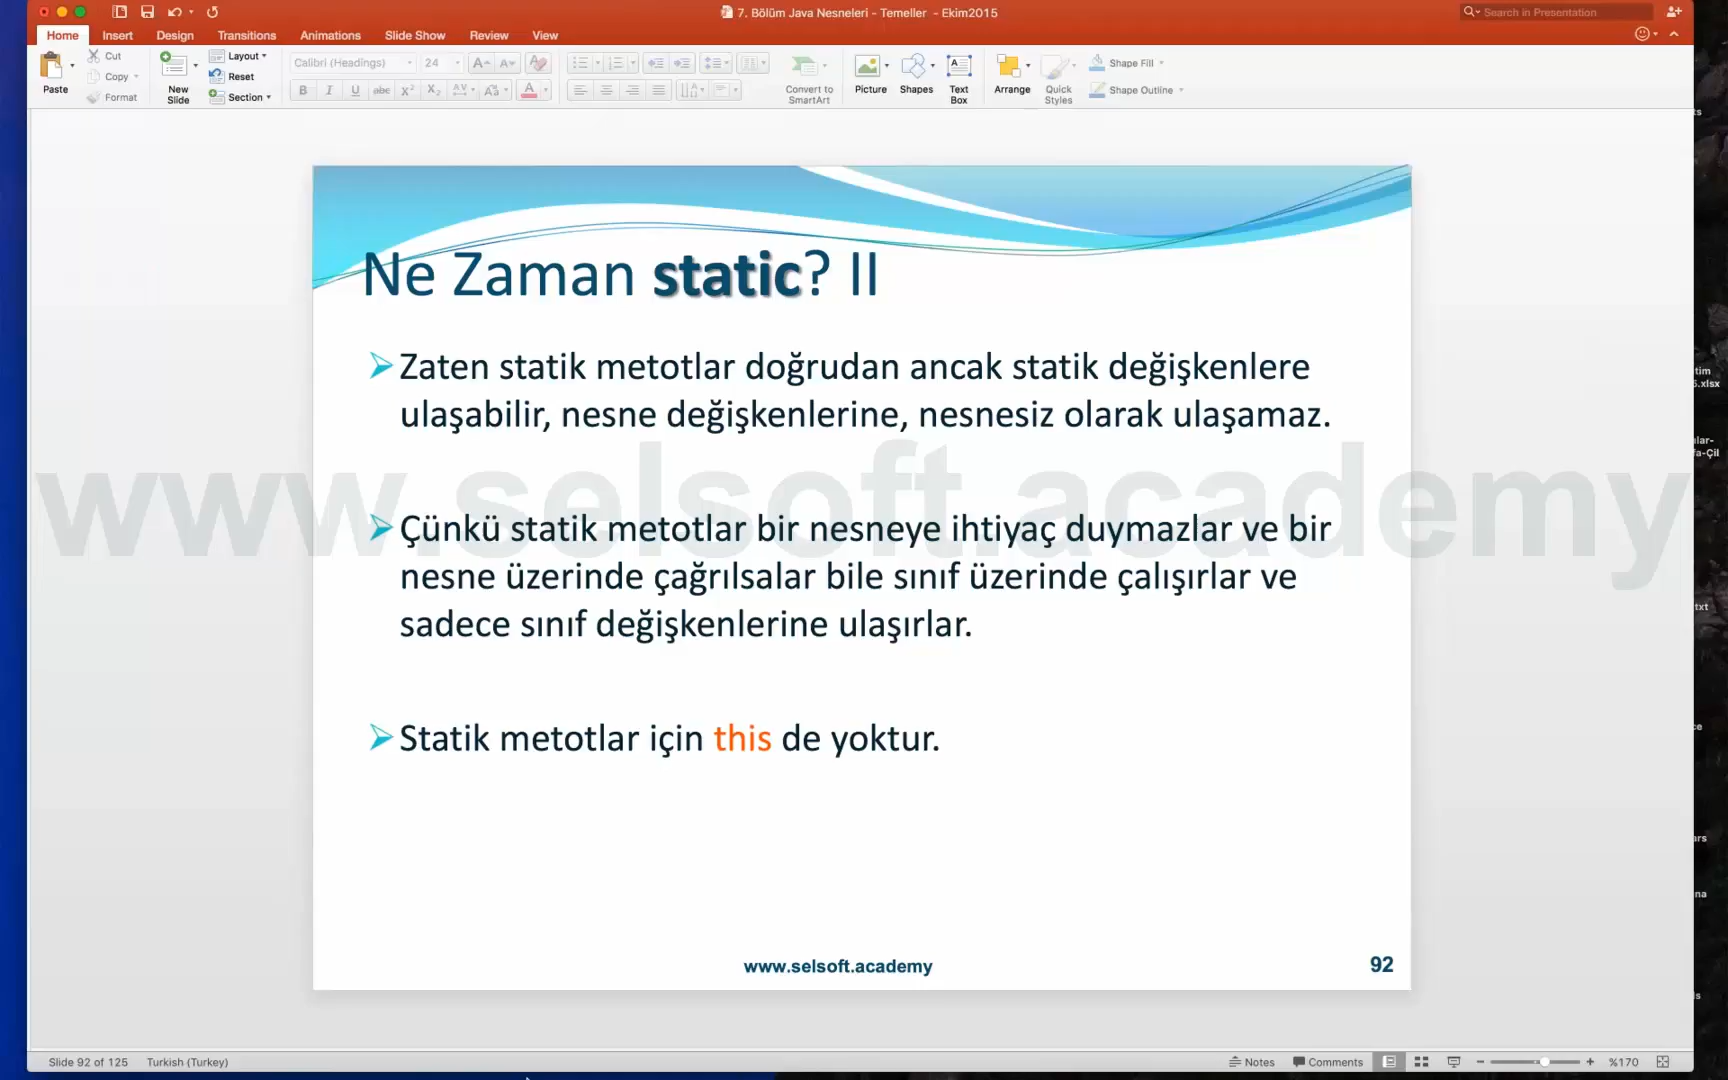 7. Bölüm Java Nesneleri - Temeller - Ekim2015
Search in Presentation
Home Insert Design Transitions Animations Slide Show Review View
Paste
Cut
Copy
Format
New Slide
Layout
Reset
Section
Calibri (Headings) 24
Convert to SmartArt
Picture
Shapes
Text Box
Arrange
Quick Styles
Shape Fill
Shape Outline
Ne Zaman static? II
Zaten statik metotlar doğrudan ancak statik değişkenlere
ulaşabilir, nesne değişkenlerine, nesnesiz olarak ulaşamaz.
www.selsoft.academy
Çünkü statik metotlar bir nesneye ihtiyaç duymazlar ve bir
nesne üzerinde çağrılsalar bile sınıf üzerinde çalışırlar ve
sadece sınıf değişkenlerine ulaşırlar.
Statik metotlar için this de yoktur.
www.selsoft.academy
92
Slide 92 of 125 Turkish (Turkey)
Notes Comments %170